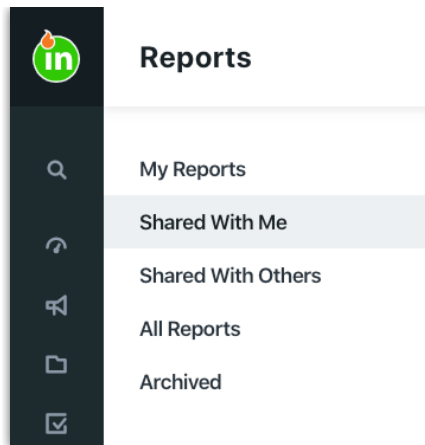 in
Reports
My Reports
Shared With Me
Shared With Others
All Reports
Archived